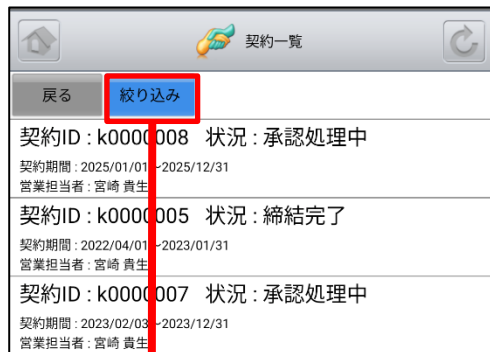 契約一覧
戻る 絞り込み
契約ID : k0000008 状況 : 承認処理中
契約期間 : 2025/01/01 ~2025/12/31
営業担当者 : 宮崎 貴生
契約ID : k0000005 状況 : 締結完了
契約期間 : 2022/04/01 ~2023/01/31
営業担当者 : 宮崎 貴生
契約ID : k0000007 状況 : 承認処理中
契約期間 : 2023/02/03 ~2023/12/31
営業担当者 : 宮崎 貴生